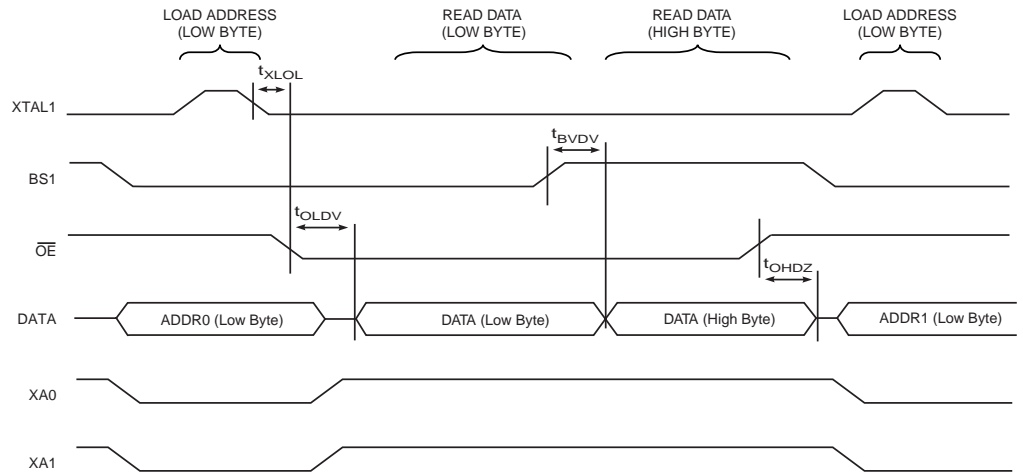 LOAD ADDRESS
(LOW BYTE)
READ DATA
(LOW BYTE)
READ DATA
(HIGH BYTE)
LOAD ADDRESS
(LOW BYTE)
tXLOL
XTAL1
tBVDV
BS1
tOLDV
OE
tOHDZ
DATA
ADDR0 (Low Byte)
DATA (Low Byte)
DATA (High Byte)
ADDR1 (Low Byte)
XA0
XA1